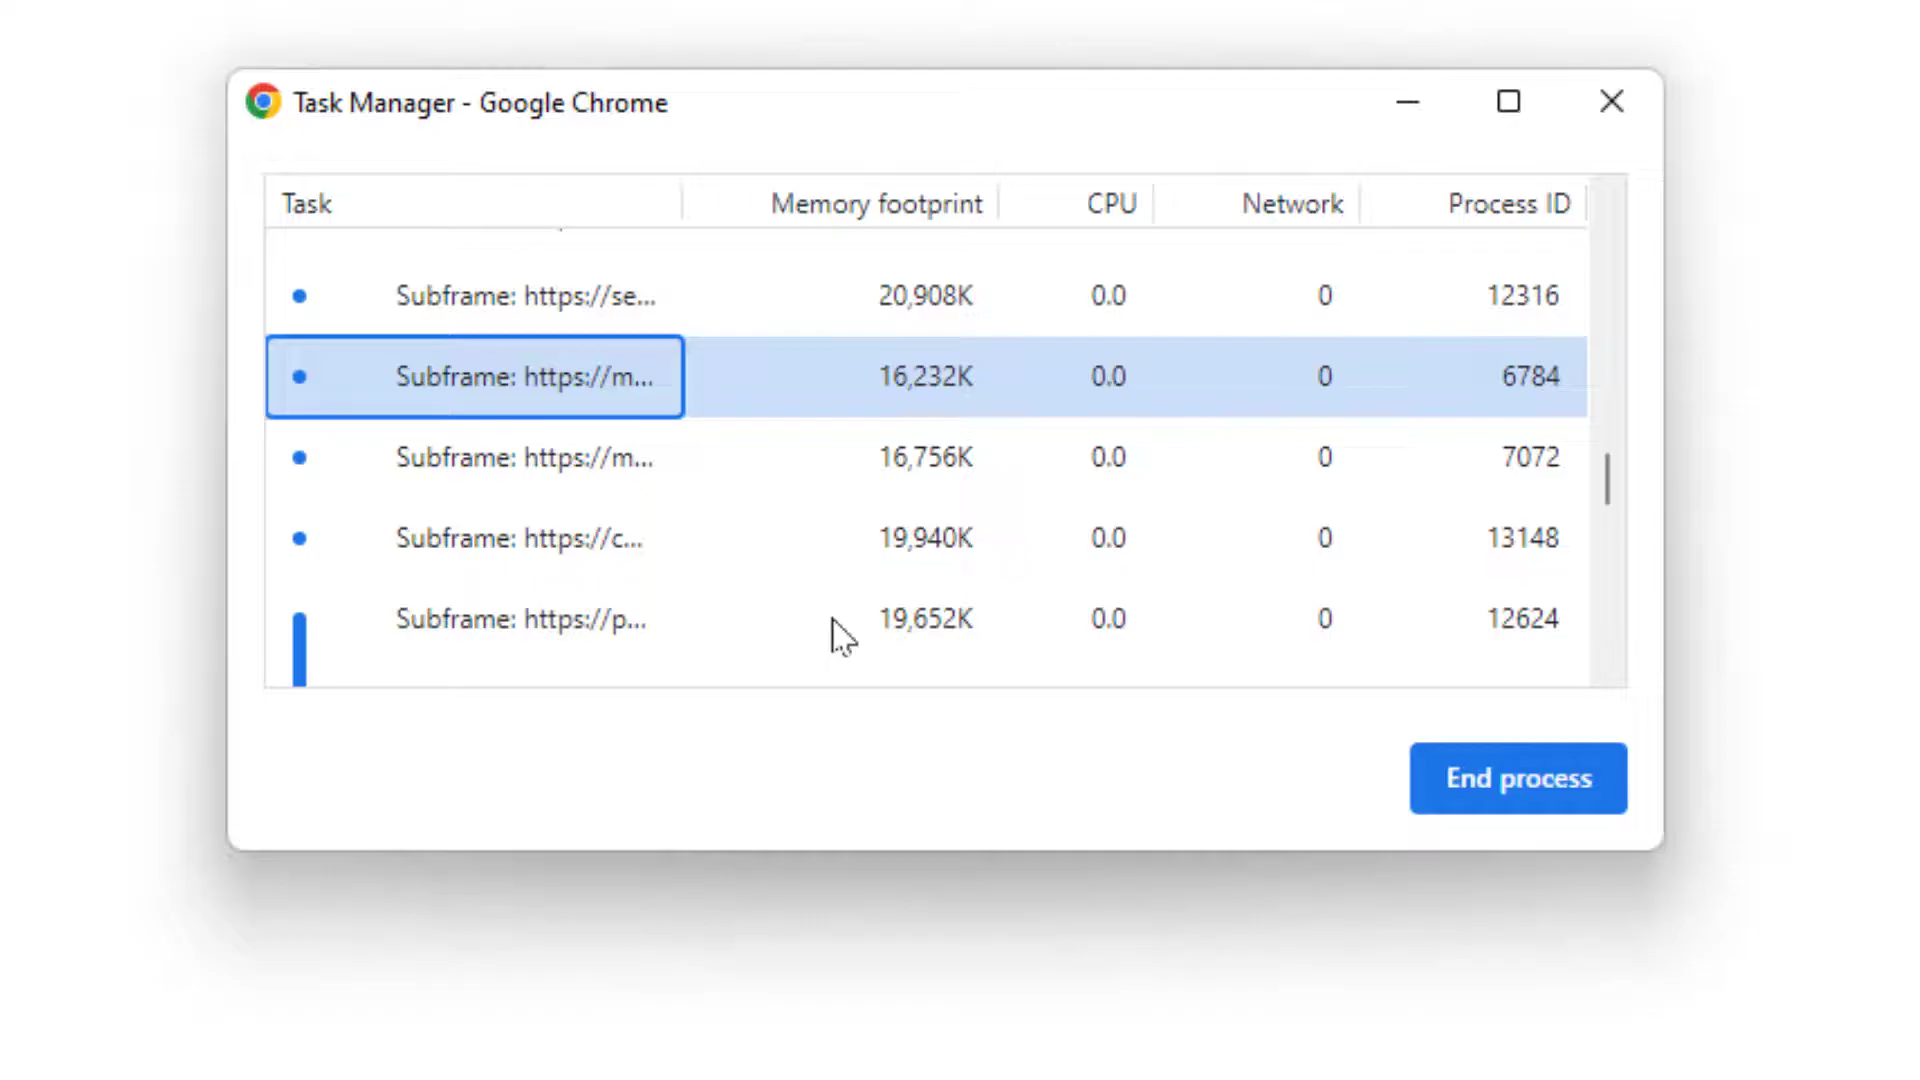 Task Manager - Google Chrome
Task Memory footprint CPU Network Process ID
Subframe: https://se... 20,908K 0.0 0 12316
Subframe: https://m... 16,232K 0.0 0 6784
Subframe: https://m... 16,756K 0.0 0 7072
Subframe: https://c... 19,940K 0.0 0 13148
Subframe: https://p... 19,652K 0.0 0 12624
End process